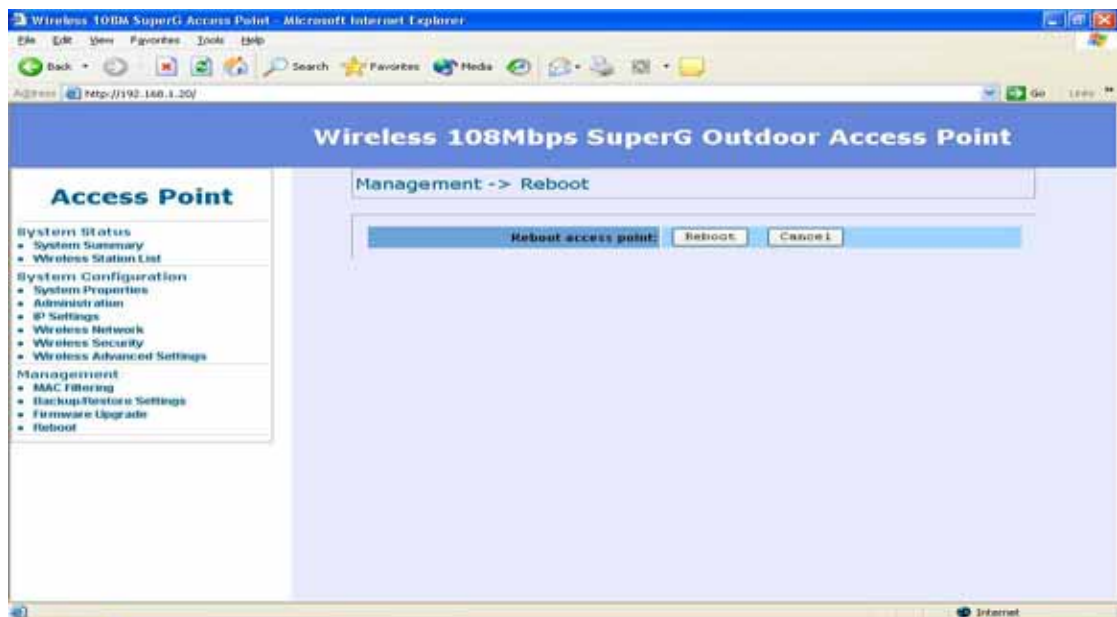 Wireless 108M SuperG Access Point - Microsoft Internet Explorer
File Edit View Favorites Tools Help
Back Search Favorites Media
Address http://192.168.1.20/ Go
Wireless 108Mbps SuperG Outdoor Access Point
Access Point
System Status
System Summary
Wireless Station List
System Configuration
System Properties
Administration
IP Settings
Wireless Network
Wireless Security
Wireless Advanced Settings
Management
MAC Filtering
Backup/Restore Settings
Firmware Upgrade
Reboot
Management -> Reboot
Reboot access point: Reboot Cancel
Internet